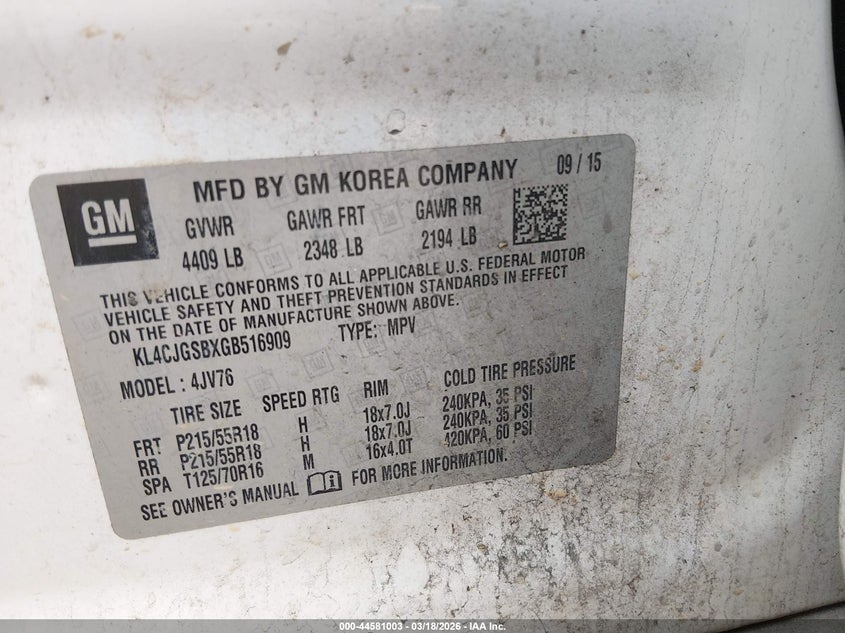 GM
MFD BY GM KOREA COMPANY 09 / 15
GVWR GAWR FRT GAWR RR
4409 LB 2348 LB 2194 LB
THIS VEHICLE CONFORMS TO ALL APPLICABLE U.S. FEDERAL MOTOR
VEHICLE SAFETY AND THEFT PREVENTION STANDARDS IN EFFECT
ON THE DATE OF MANUFACTURE SHOWN ABOVE.
KL4CJGSBXGB516909 TYPE: MPV
MODEL : 4JV76
TIRE SIZE SPEED RTG RIM COLD TIRE PRESSURE
FRT P215/55R18 H 18x7.0J 240KPA, 35 PSI
RR P215/55R18 H 18x7.0J 240KPA, 35 PSI
SPA T125/70R16 M 16x4.0T 420KPA, 60 PSI
SEE OWNER'S MANUAL FOR MORE INFORMATION.
000-44581003 — 03/18/2026 — IAA Inc.